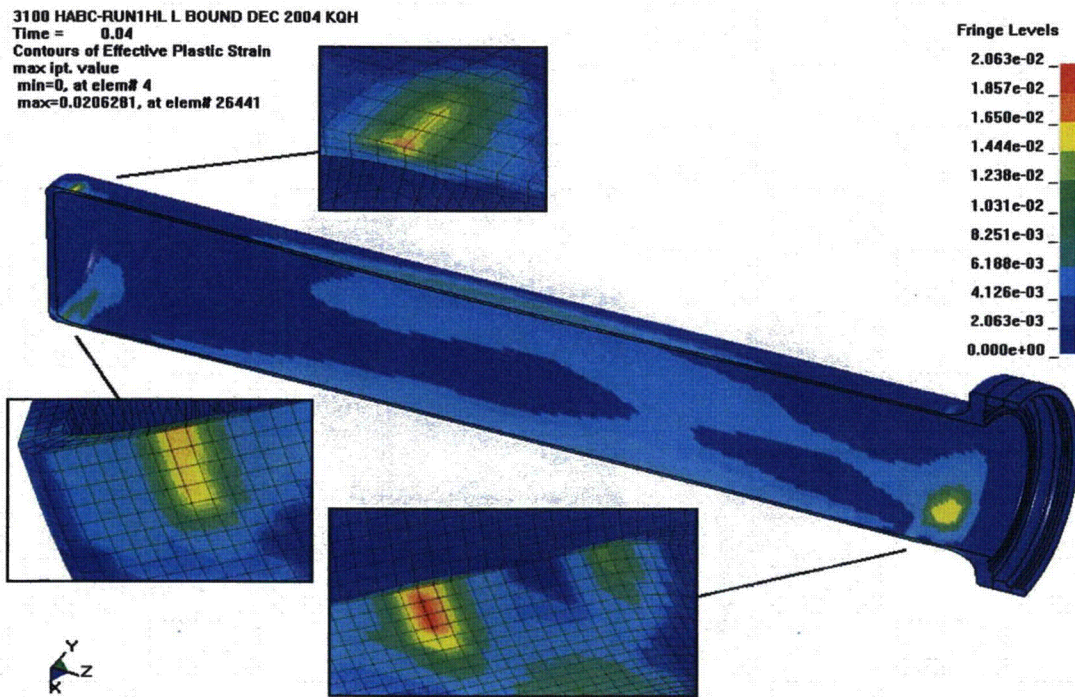 3100 HABC-RUN1HL L BOUND DEC 2004 KQH
Time = 0.04
Contours of Effective Plastic Strain
max ipt. value
min=0, at elem# 4
max=0.0206281, at elem# 26441
Fringe Levels
2.063e-02
1.857e-02
1.650e-02
1.444e-02
1.238e-02
1.031e-02
8.251e-03
6.188e-03
4.126e-03
2.063e-03
0.000e+00
Y
Z
X